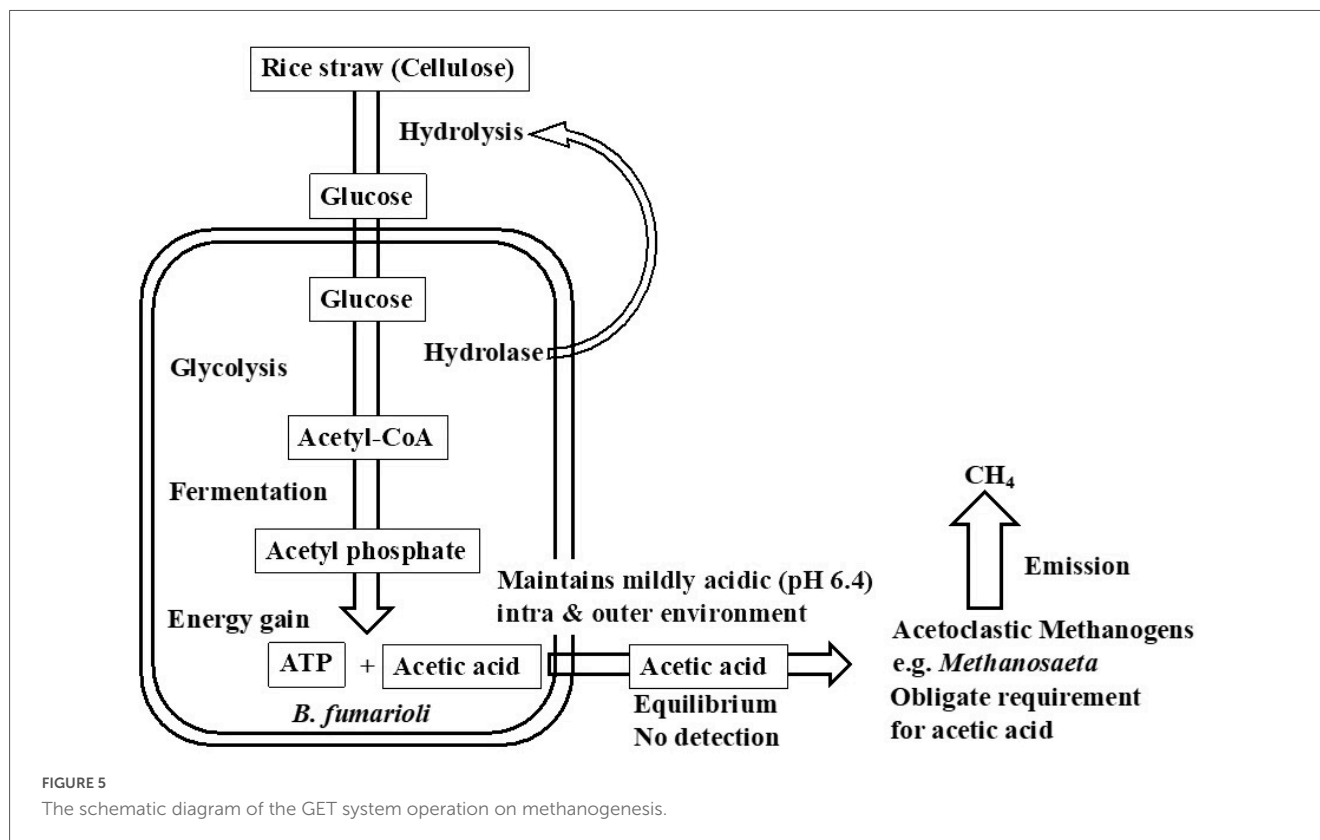 Rice straw (Cellulose)
Hydrolysis
Glucose
Glucose
Hydrolase
Glycolysis
Acetyl-CoA
Fermentation
Acetyl phosphate
Energy gain
ATP + Acetic acid
B. fumarioli
Maintains mildly acidic (pH 6.4)
intra & outer environment
Acetic acid
Equilibrium
No detection
CH₄
Emission
Acetoclastic Methanogens
e.g. Methanosaeta
Obligate requirement
for acetic acid
FIGURE 5
The schematic diagram of the GET system operation on methanogenesis.